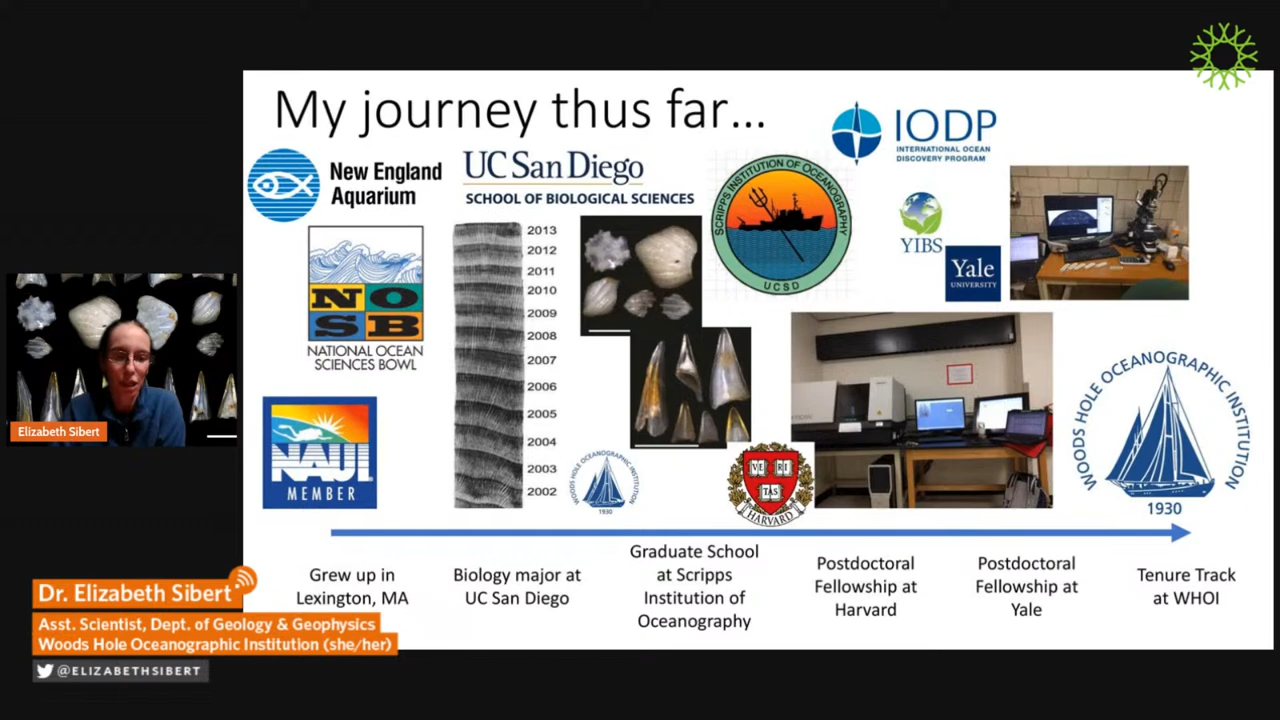 My journey thus far...
IODP
INTERNATIONAL OCEAN
DISCOVERY PROGRAM
New England
Aquarium
UC San Diego
SCHOOL OF BIOLOGICAL SCIENCES
SCRIPPS INSTITUTION OF OCEANOGRAPHY
UCSD
YIBS
Yale
UNIVERSITY
NOSB
NATIONAL OCEAN
SCIENCES BOWL
2013
2012
2011
2010
2009
2008
2007
2006
2005
2004
2003
2002
NAUI
MEMBER
WOODS HOLE OCEANOGRAPHIC INSTITUTION
1930
VE RI
TAS
HARVARD
WOODS HOLE OCEANOGRAPHIC INSTITUTION
1930
Elizabeth Sibert
Grew up in
Lexington, MA
Biology major at
UC San Diego
Graduate School
at Scripps
Institution of
Oceanography
Postdoctoral
Fellowship at
Harvard
Postdoctoral
Fellowship at
Yale
Tenure Track
at WHOI
Dr. Elizabeth Sibert
Asst. Scientist, Dept. of Geology & Geophysics
Woods Hole Oceanographic Institution (she/her)
@ELIZABETHSIBERT